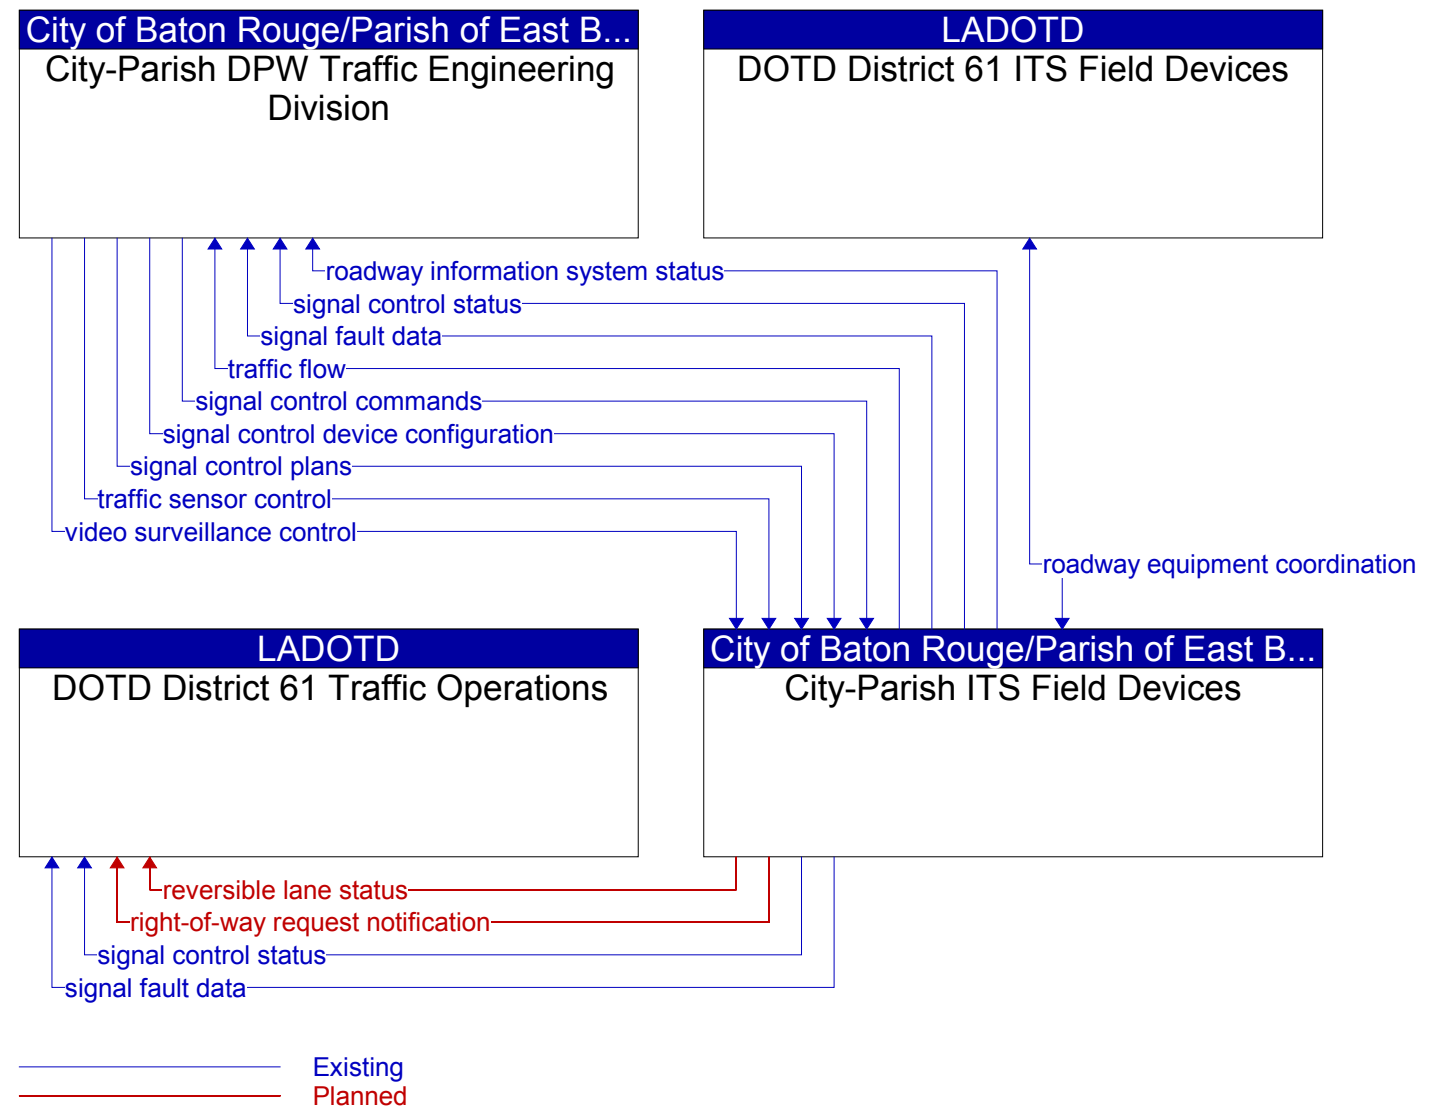 City of Baton Rouge/Parish of East B...
City-Parish DPW Traffic Engineering
Division
LADOTD
DOTD District 61 ITS Field Devices
roadway information system status
signal control status
signal fault data
traffic flow
signal control commands
signal control device configuration
signal control plans
traffic sensor control
video surveillance control
roadway equipment coordination
LADOTD
DOTD District 61 Traffic Operations
City of Baton Rouge/Parish of East B...
City-Parish ITS Field Devices
reversible lane status
right-of-way request notification
signal control status
signal fault data
Existing
Planned